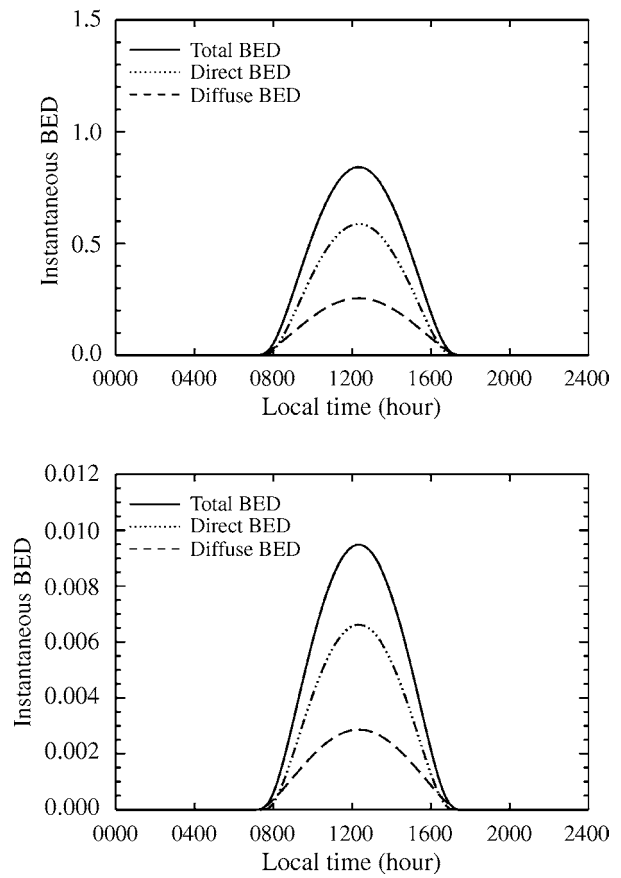 1.5
Total BED
Direct BED
Diffuse BED
1.0
0.5
0.0
Instantaneous BED
0000 0400 0800 1200 1600 2000 2400
Local time (hour)
0.012
Total BED
Direct BED
Diffuse BED
0.010
0.008
0.006
0.004
0.002
0.000
Instantaneous BED
0000 0400 0800 1200 1600 2000 2400
Local time (hour)